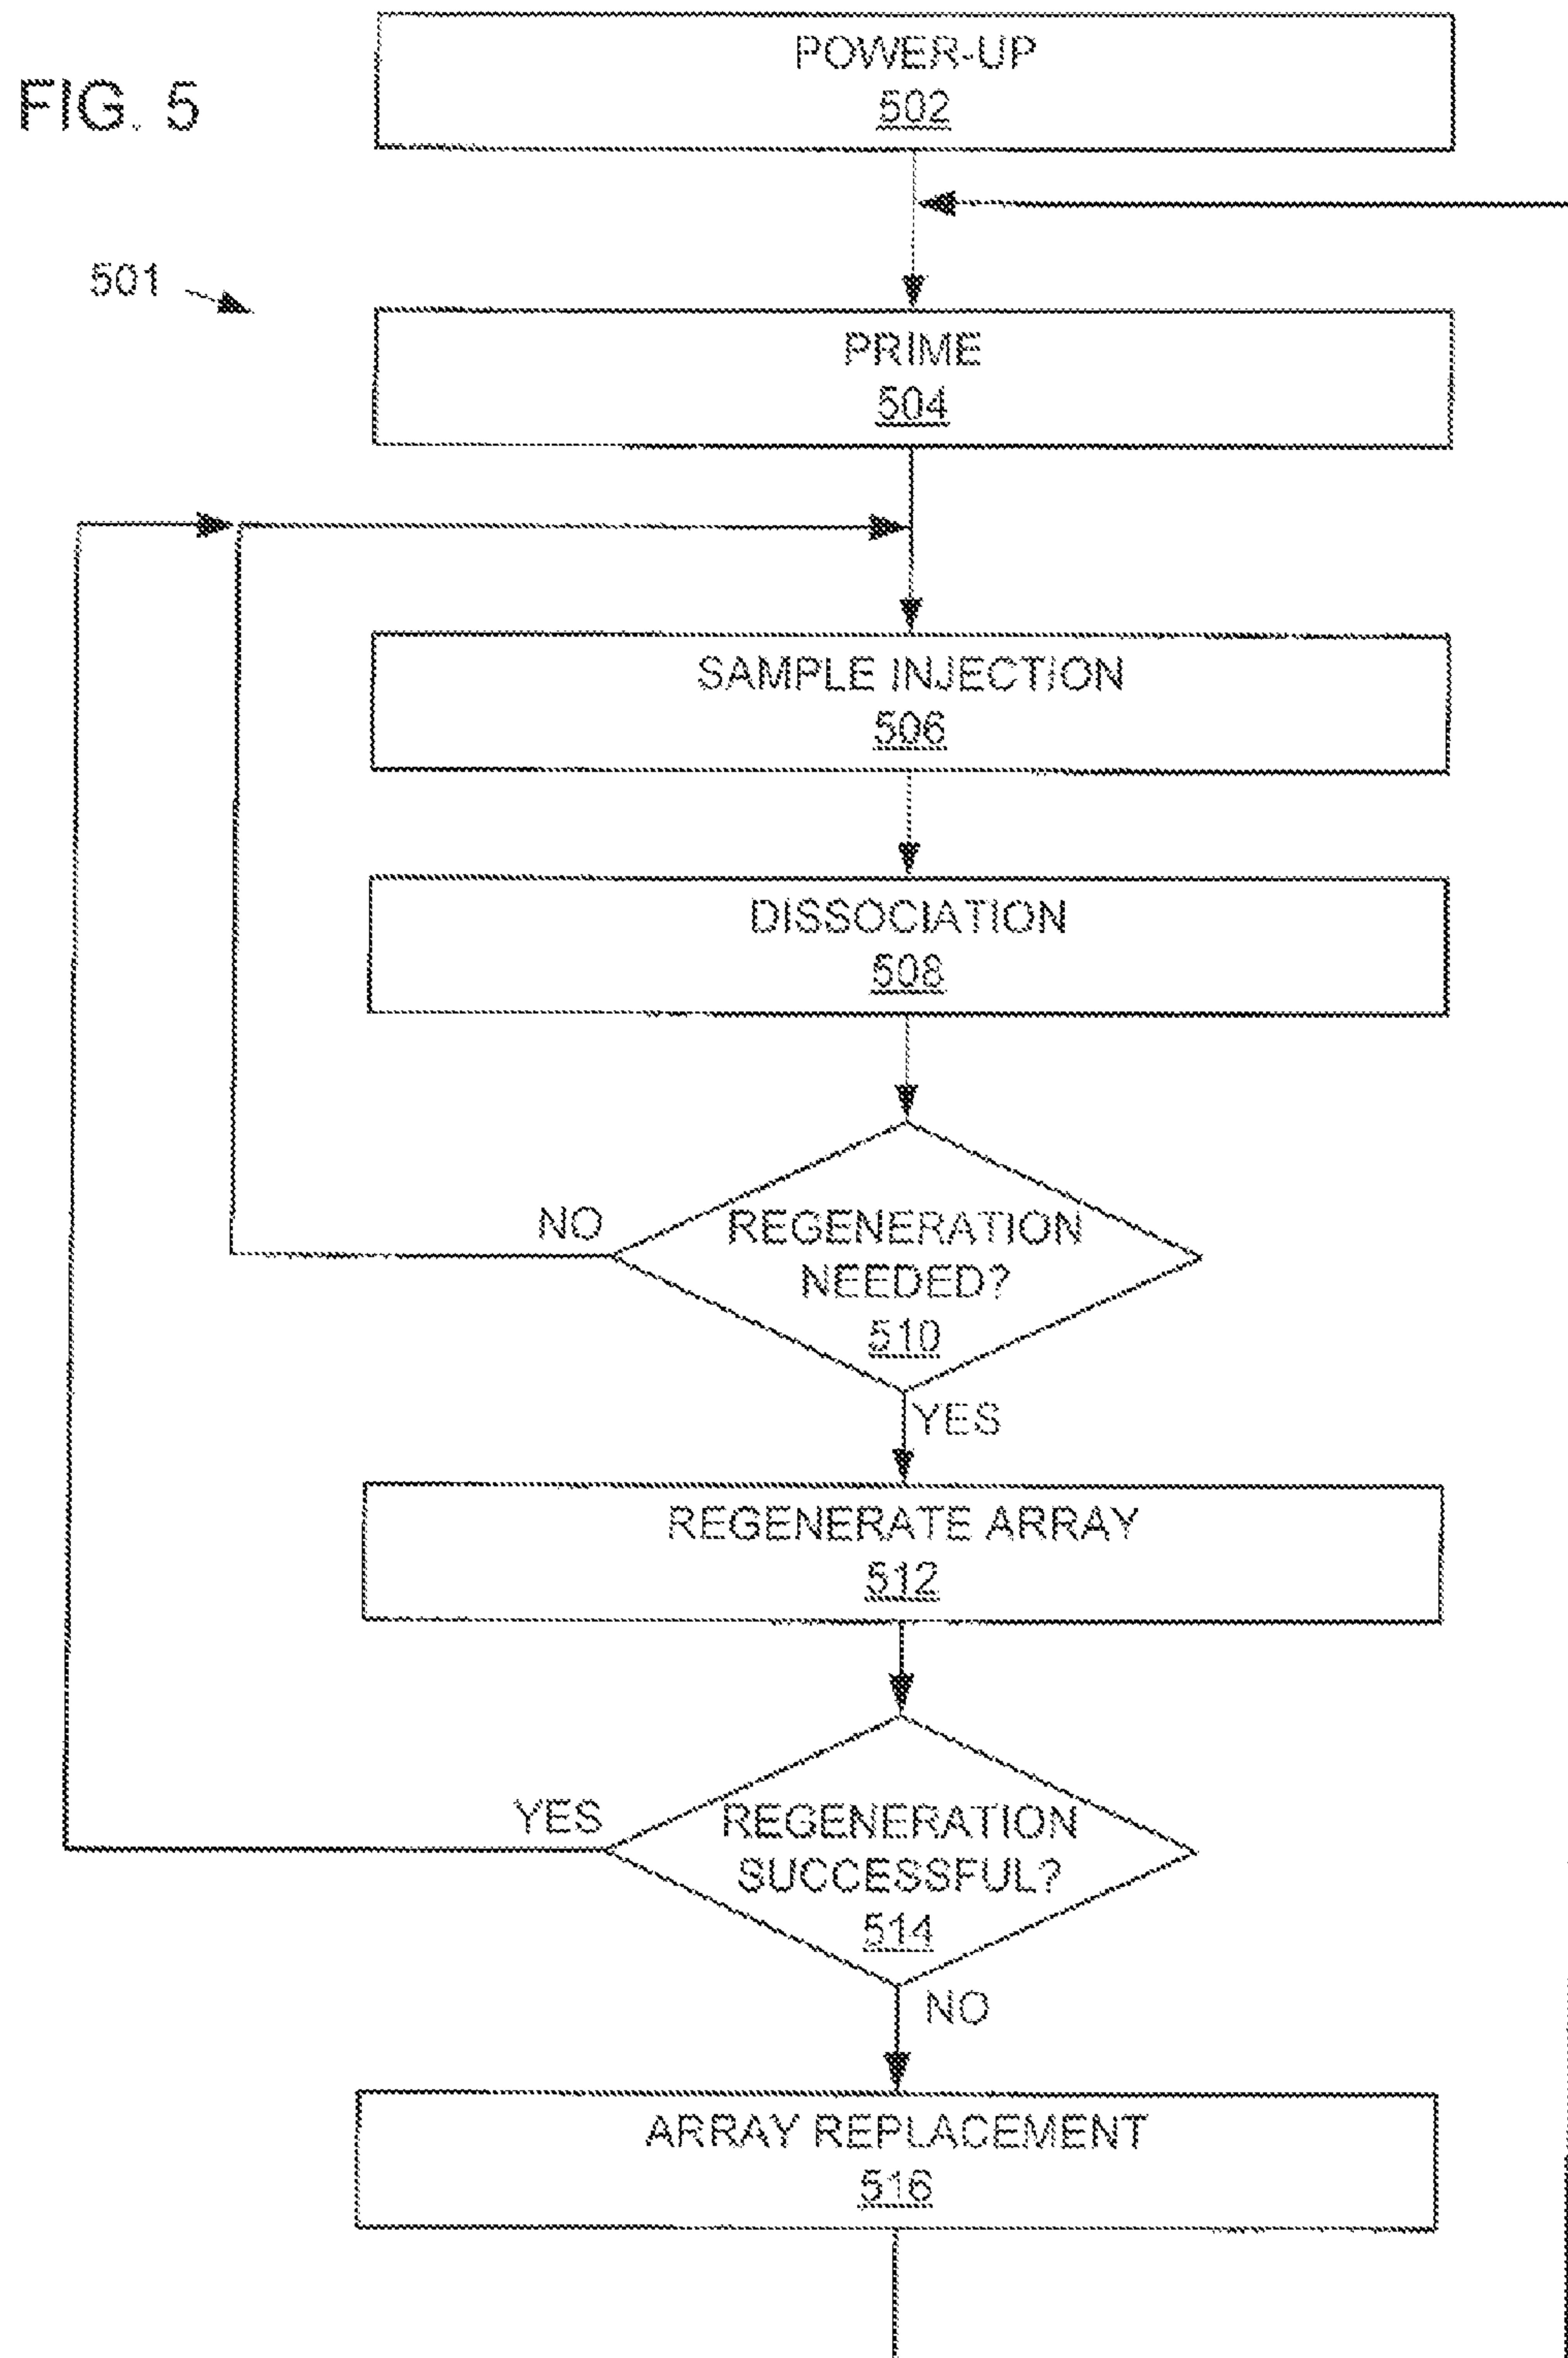 FIG. 5
POWER-UP
502
501
PRIME
504
SAMPLE INJECTION
506
DISSOCIATION
508
NO
REGENERATION
NEEDED?
510
YES
REGENERATE ARRAY
512
YES
REGENERATION
SUCCESSFUL?
514
NO
ARRAY REPLACEMENT
516